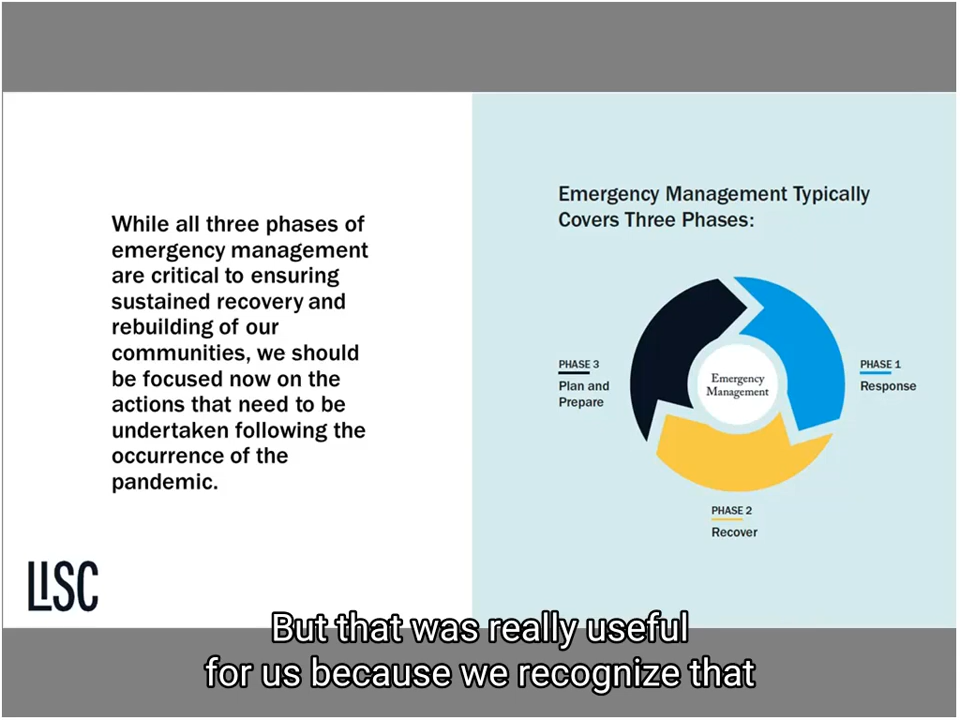 While all three phases of
emergency management
are critical to ensuring
sustained recovery and
rebuilding of our
communities, we should
be focused now on the
actions that need to be
undertaken following the
occurrence of the
pandemic.
LISC
Emergency Management Typically
Covers Three Phases:
PHASE 3
Plan and
Prepare
Emergency
Management
PHASE 1
Response
PHASE 2
Recover
But that was really useful
for us because we recognize that